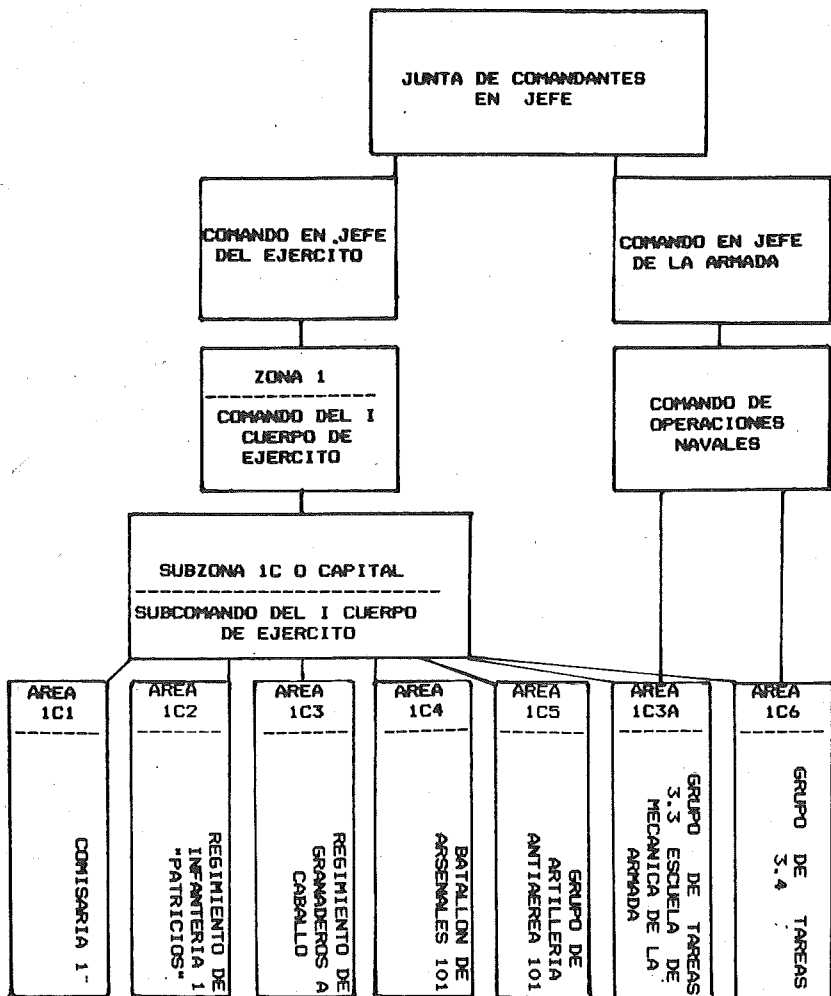 JUNTA DE COMANDANTES
EN JEFE
COMANDO EN JEFE
DEL EJERCITO
COMANDO EN JEFE
DE LA ARMADA
ZONA 1
COMANDO DEL I
CUERPO DE
EJERCITO
COMANDO DE
OPERACIONES
NAVALES
SUBZONA 1C O CAPITAL
SUBCOMANDO DEL I CUERPO
DE EJERCITO
AREA
1C1
COMISARIA 1"
AREA
1C2
REGIMIENTO DE
INFANTERIA 1
"PATRICIOS"
AREA
1C3
REGIMIENTO DE
GRANADEROS A
CABALLO
AREA
1C4
BATALLON DE
ARSENALES 101
AREA
1C5
GRUPO DE
ARTILLERIA
ANTIAEREA 101
AREA
1C3A
GRUPO DE TAREAS
3.3 ESCUELA DE
MECANICA DE LA
ARMADA
AREA
1C6
GRUPO DE TAREAS
3.4